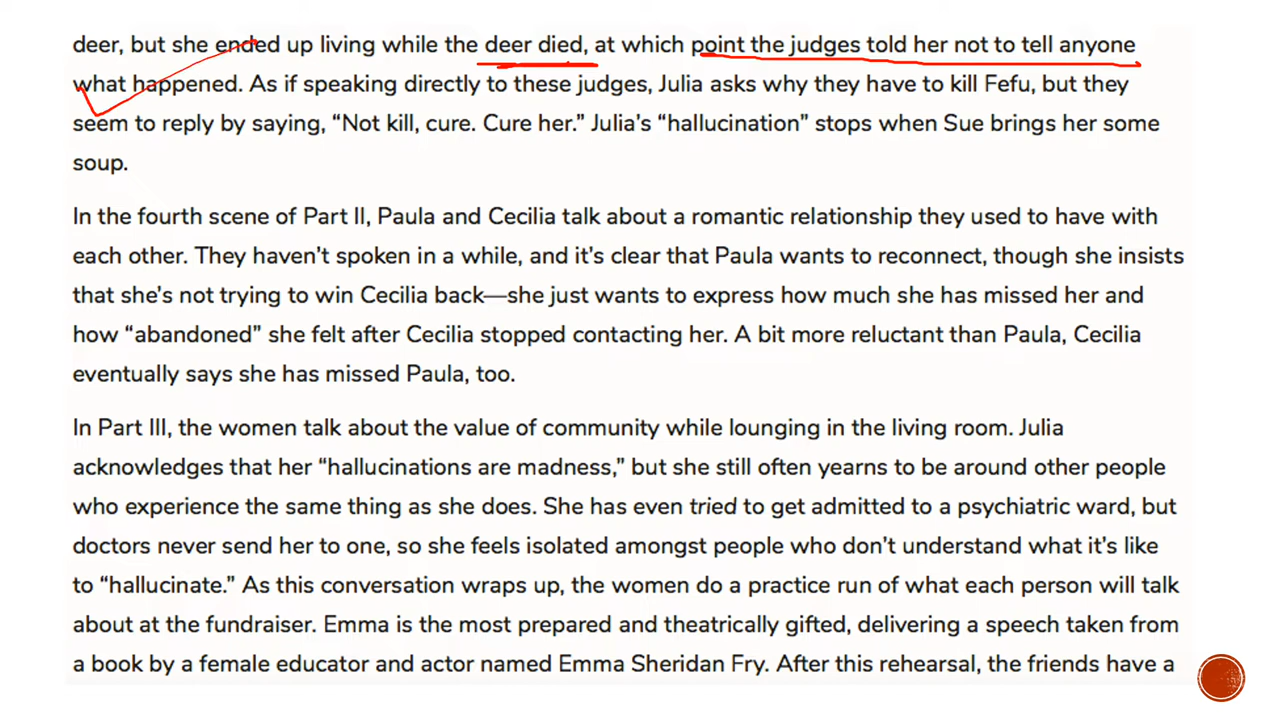 deer, but she ended up living while the deer died, at which point the judges told her not to tell anyone
what happened. As if speaking directly to these judges, Julia asks why they have to kill Fefu, but they
seem to reply by saying, “Not kill, cure. Cure her.” Julia’s “hallucination” stops when Sue brings her some
soup.
In the fourth scene of Part II, Paula and Cecilia talk about a romantic relationship they used to have with
each other. They haven’t spoken in a while, and it’s clear that Paula wants to reconnect, though she insists
that she’s not trying to win Cecilia back—she just wants to express how much she has missed her and
how “abandoned” she felt after Cecilia stopped contacting her. A bit more reluctant than Paula, Cecilia
eventually says she has missed Paula, too.
In Part III, the women talk about the value of community while lounging in the living room. Julia
acknowledges that her “hallucinations are madness,” but she still often yearns to be around other people
who experience the same thing as she does. She has even tried to get admitted to a psychiatric ward, but
doctors never send her to one, so she feels isolated amongst people who don’t understand what it’s like
to “hallucinate.” As this conversation wraps up, the women do a practice run of what each person will talk
about at the fundraiser. Emma is the most prepared and theatrically gifted, delivering a speech taken from
a book by a female educator and actor named Emma Sheridan Fry. After this rehearsal, the friends have a